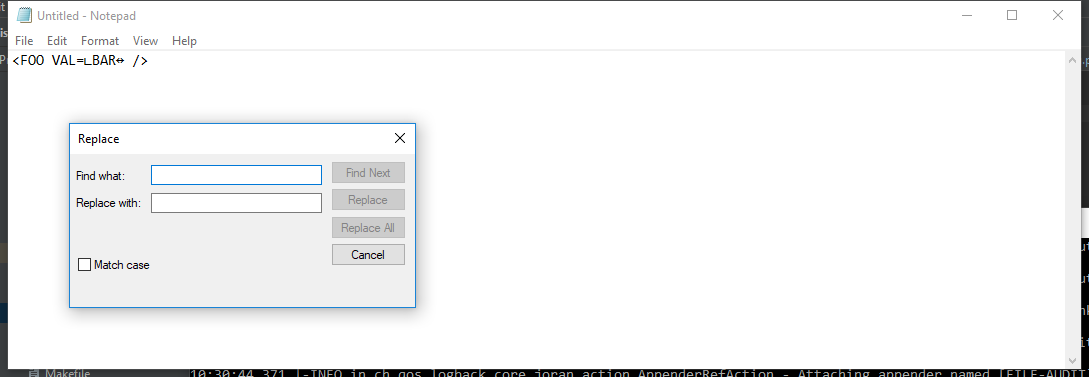 Untitled - Notepad
File Edit Format View Help
<FOO VAL=∟BAR↔ />
Replace
Find what:
Find Next
Replace with:
Replace
Replace All
Cancel
Match case
Makefile
10:30:44,371 |-INFO in ch.qos.logback.core.joran.action.AppenderRefAction - Attaching appender named [FILE-AUDIT